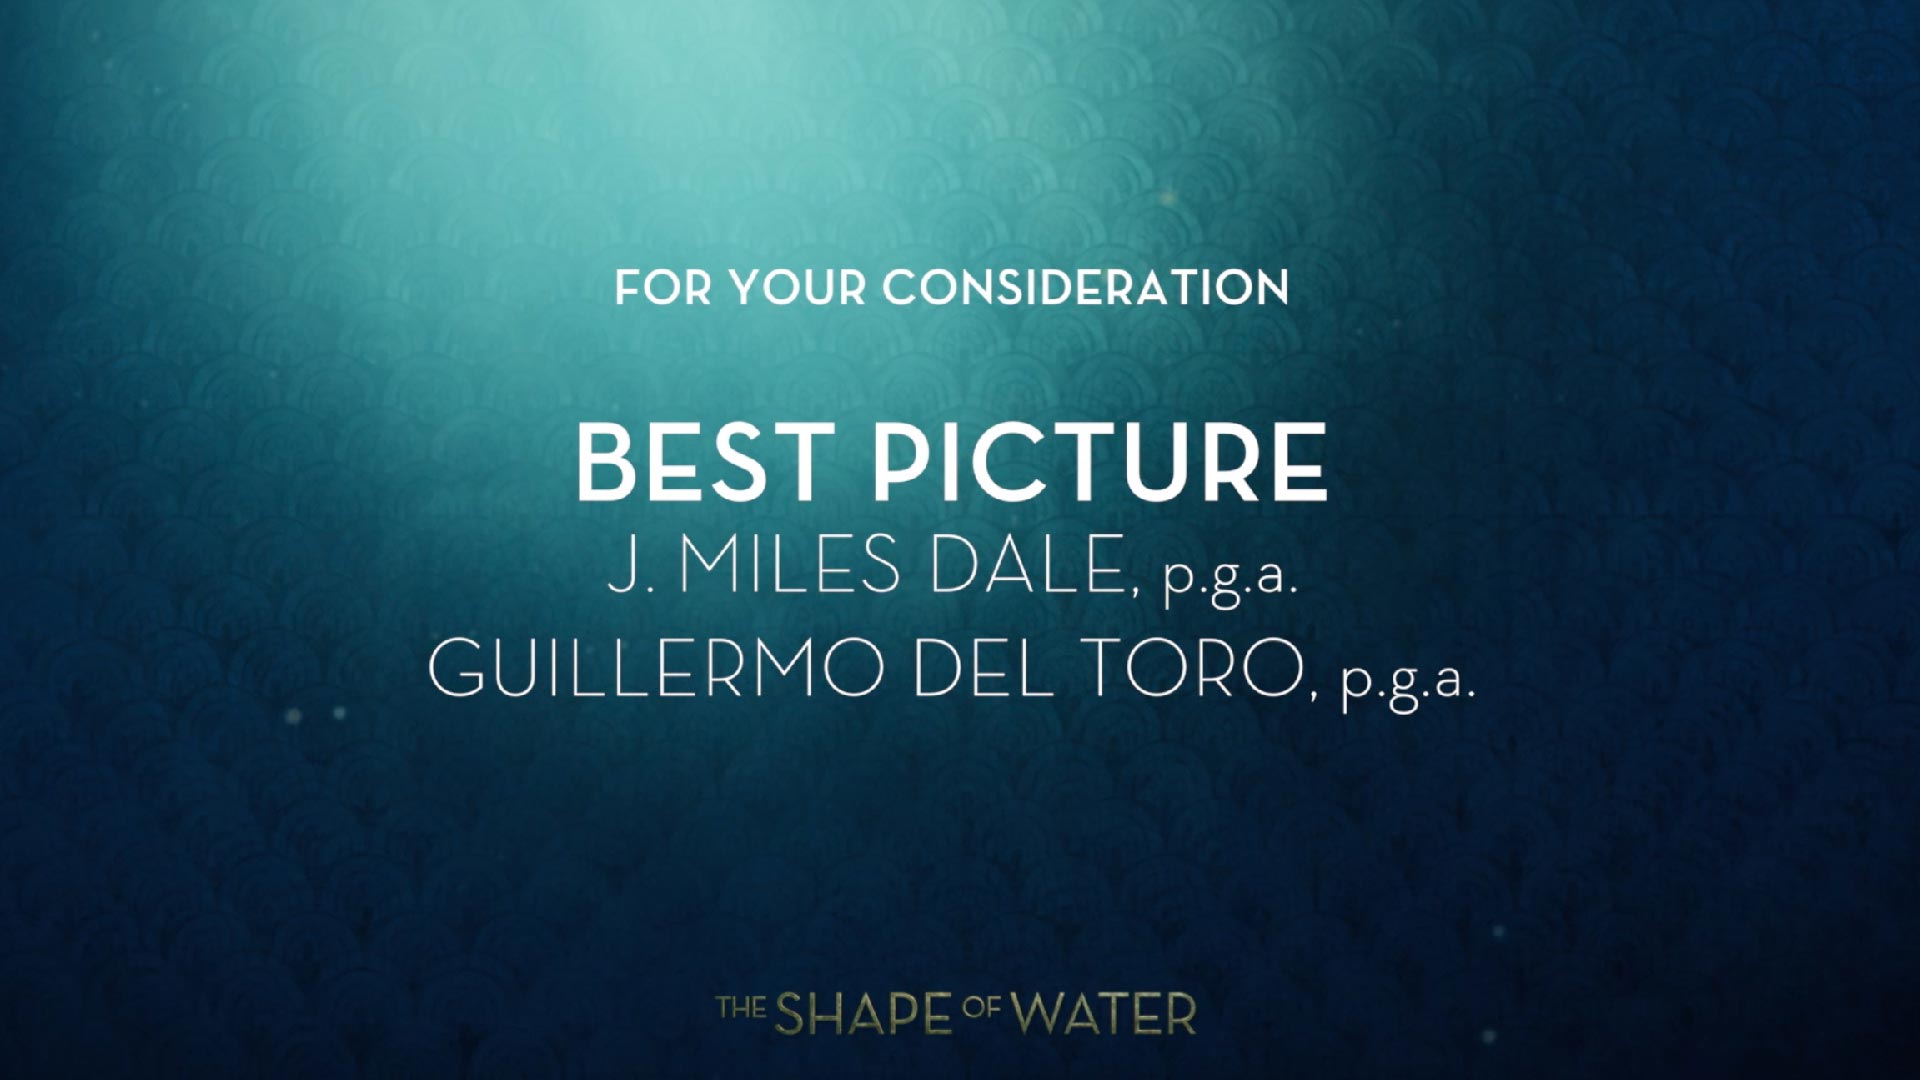 FOR YOUR CONSIDERATION
BEST PICTURE
J. MILES DALE, p.g.a.
GUILLERMO DEL TORO, p.g.a.
THE SHAPE OF WATER